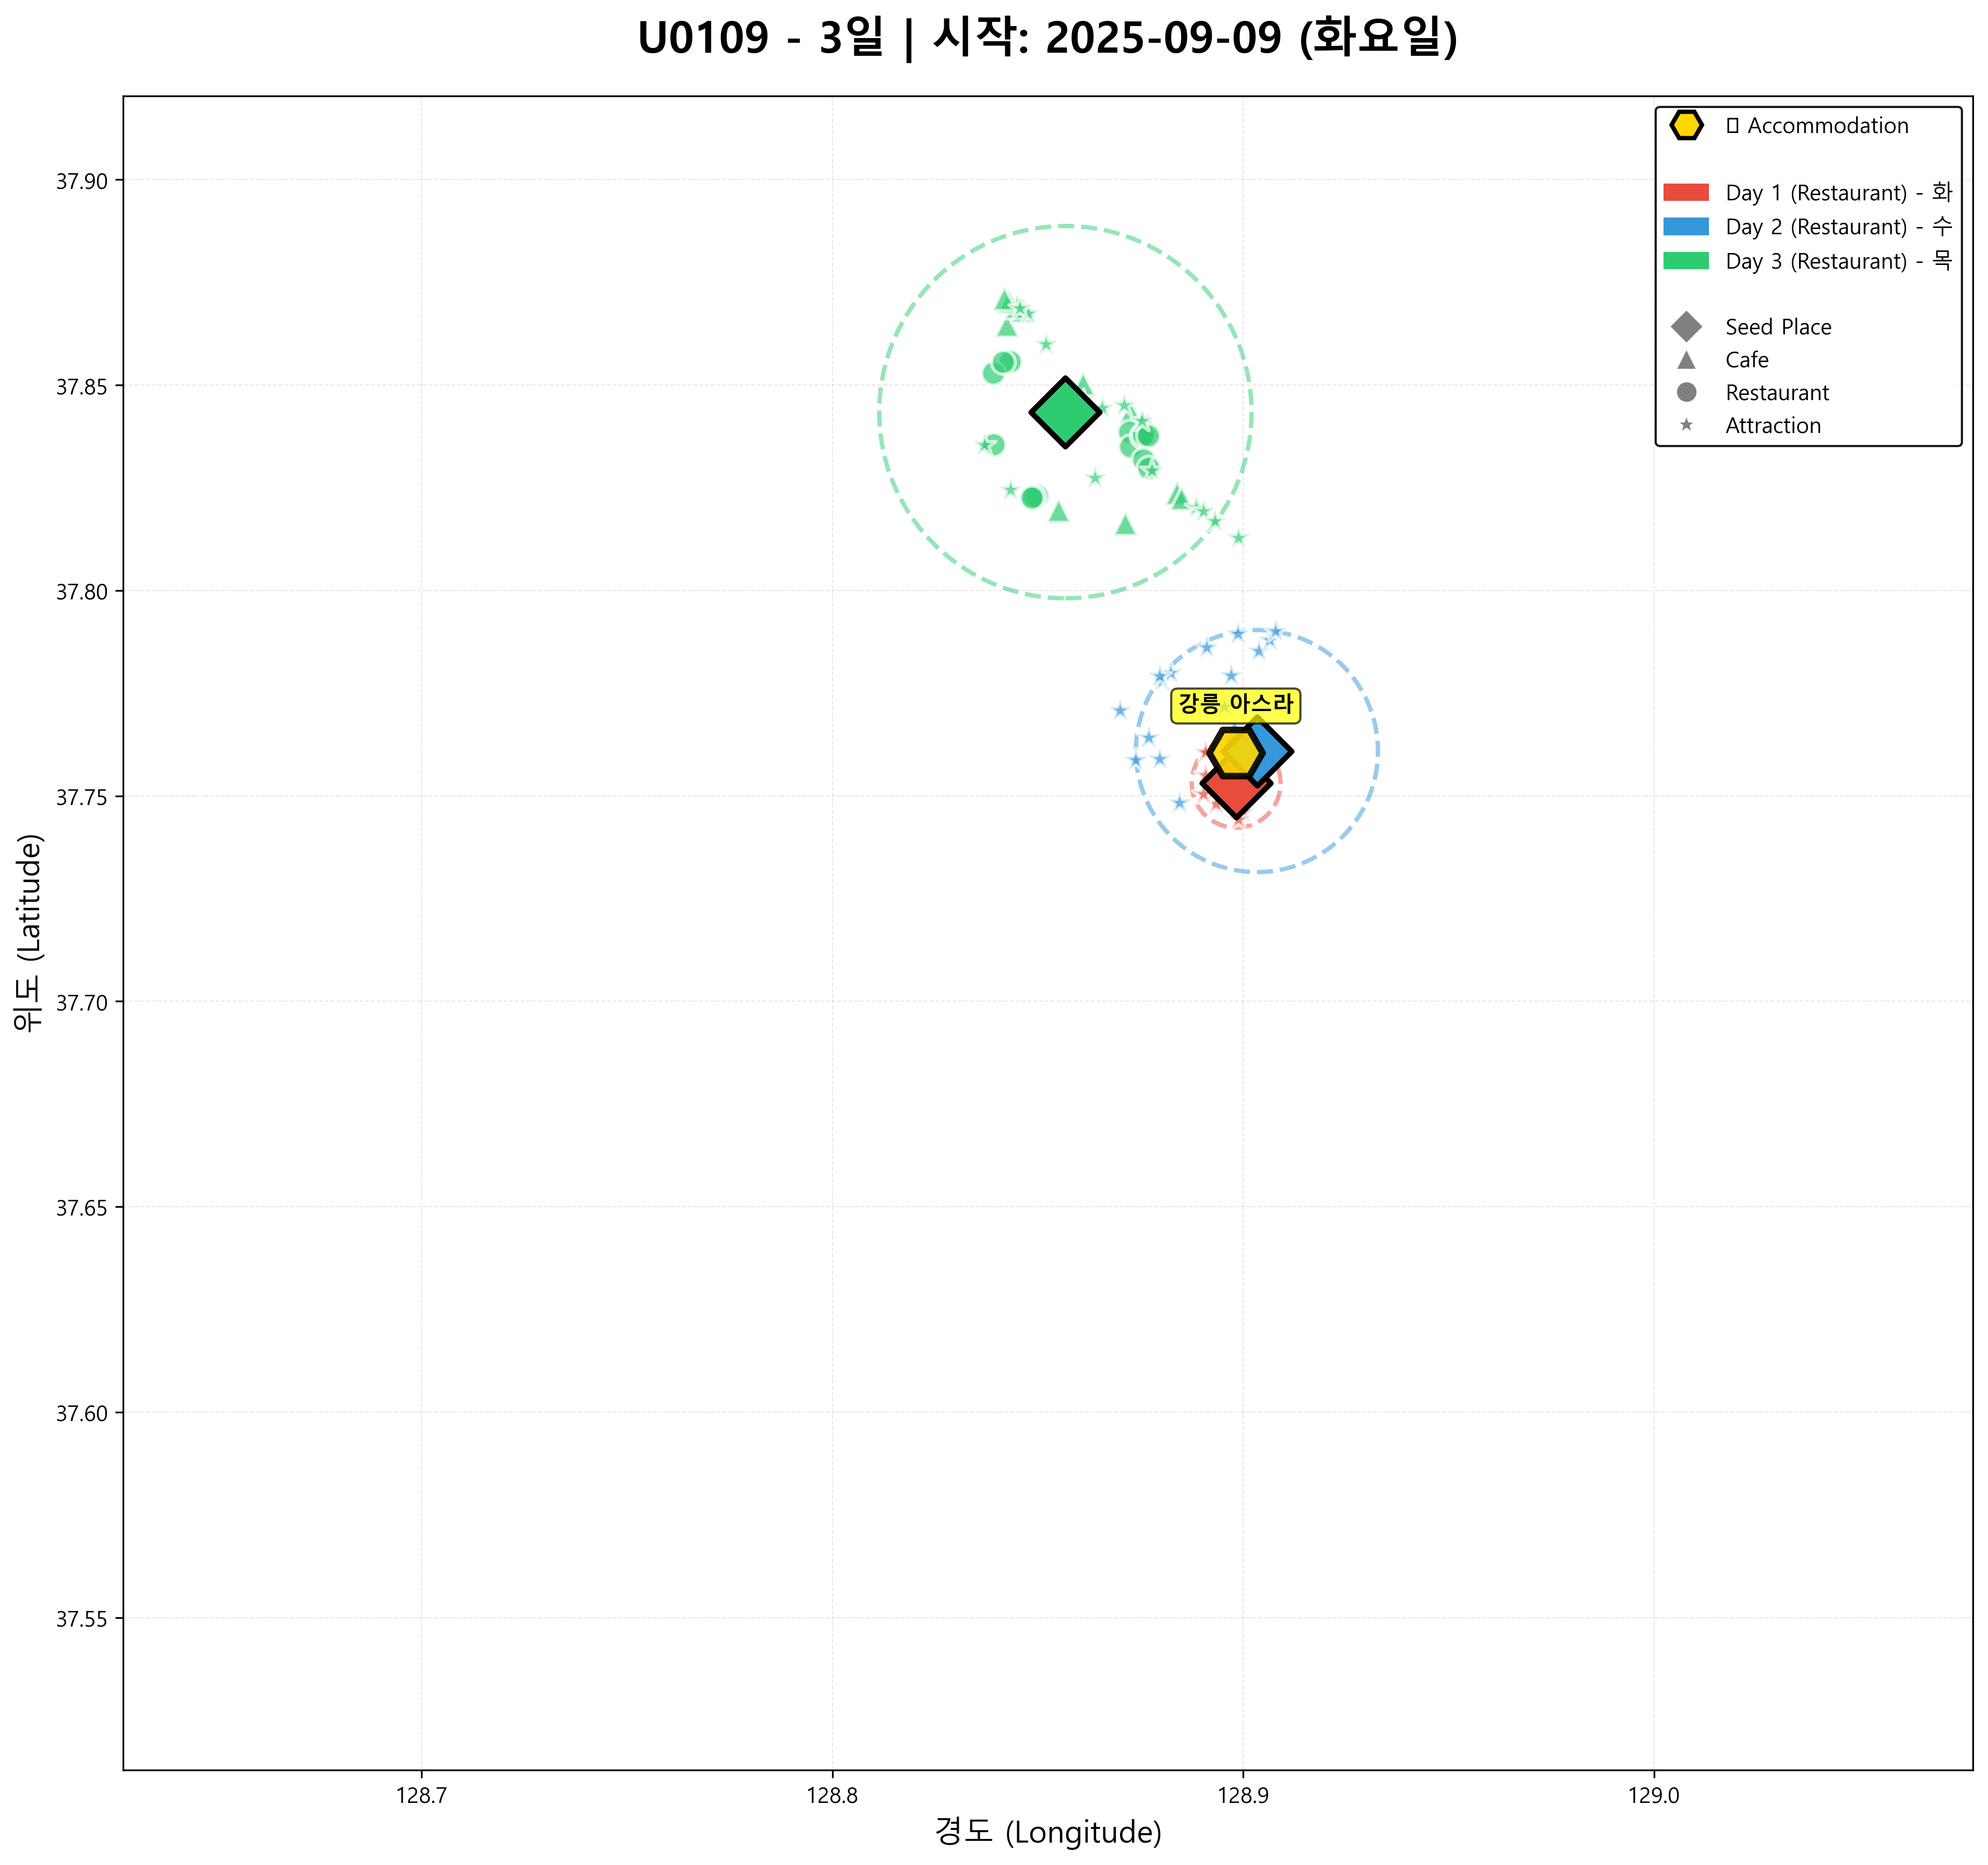 U0109 - 3일 | 시작: 2025-09-09 (화요일)
Accommodation
Day 1 (Restaurant) - 화
Day 2 (Restaurant) - 수
Day 3 (Restaurant) - 목
Seed Place
Cafe
Restaurant
Attraction
37.90
37.85
37.80
37.75
37.70
37.65
37.60
37.55
강릉 아스라
위도 (Latitude)
128.7
128.8
128.9
129.0
경도 (Longitude)